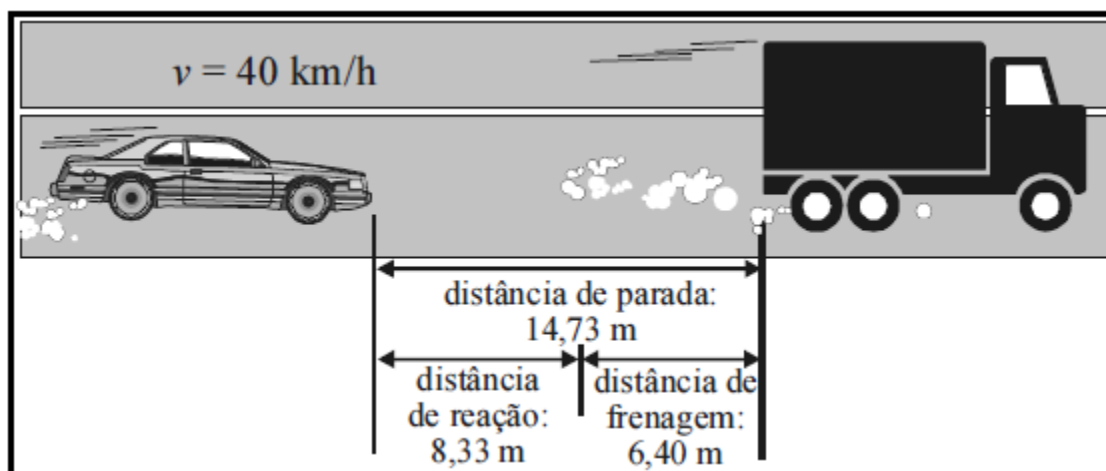 v = 40 km/h
distância de parada:
14,73 m
distância
de reação:
8,33 m
distância de
frenagem:
6,40 m